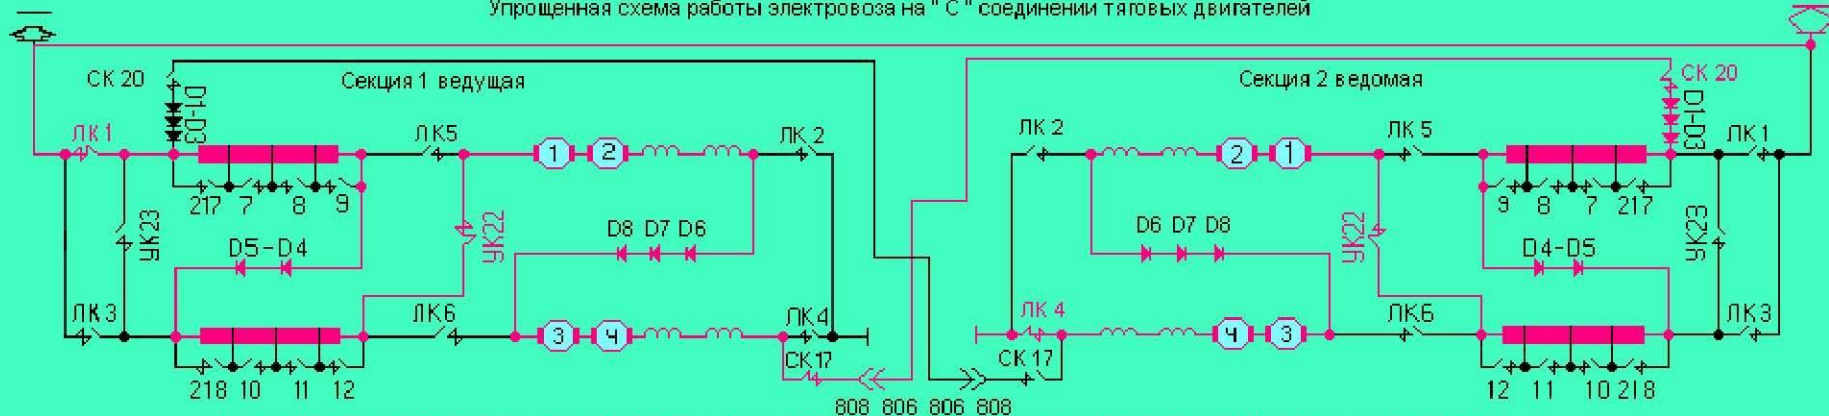 Упрощенная схема работы электровоза на " С " соединении тяговых двигателей
СК 20
Секция 1 ведущая
Секция 2 ведомая
СК 20
D1-D3
D1-D3
ЛК1
ЛК5
1
2
ЛК 2
ЛК 2
2
1
ЛК 5
ЛК1
217 7 8 9
9 8 7 217
УК23
УК22
УК22
УК23
D5-D4
D8 D7 D6
D6 D7 D8
D4-D5
ЛК3
ЛК6
3
Ч
ЛК4
ЛК 4
Ч
3
ЛК6
ЛК3
СК17
СК 17
218 10 11 12
12 11 10 218
808 806 806 808